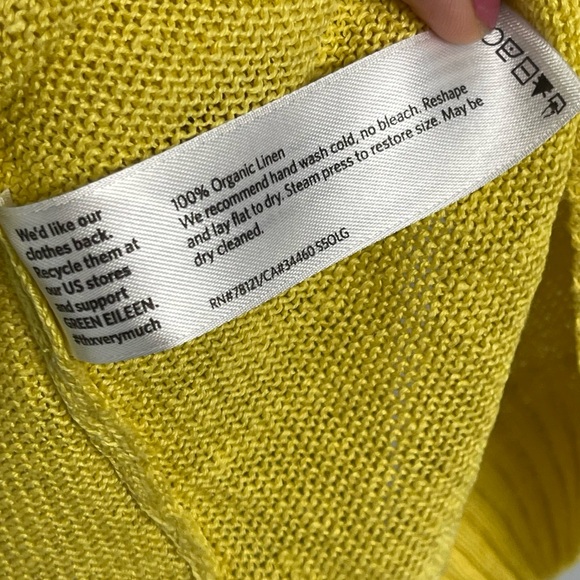 We'd like our
clothes back.
Recycle them at
our US stores
and support
GREEN EILEEN.
#thxverymuch
100% Organic Linen
We recommend hand wash cold, no bleach. Reshape
and lay flat to dry. Steam press to restore size. May be
dry cleaned.
RN#78121/CA#34460 S5OLG